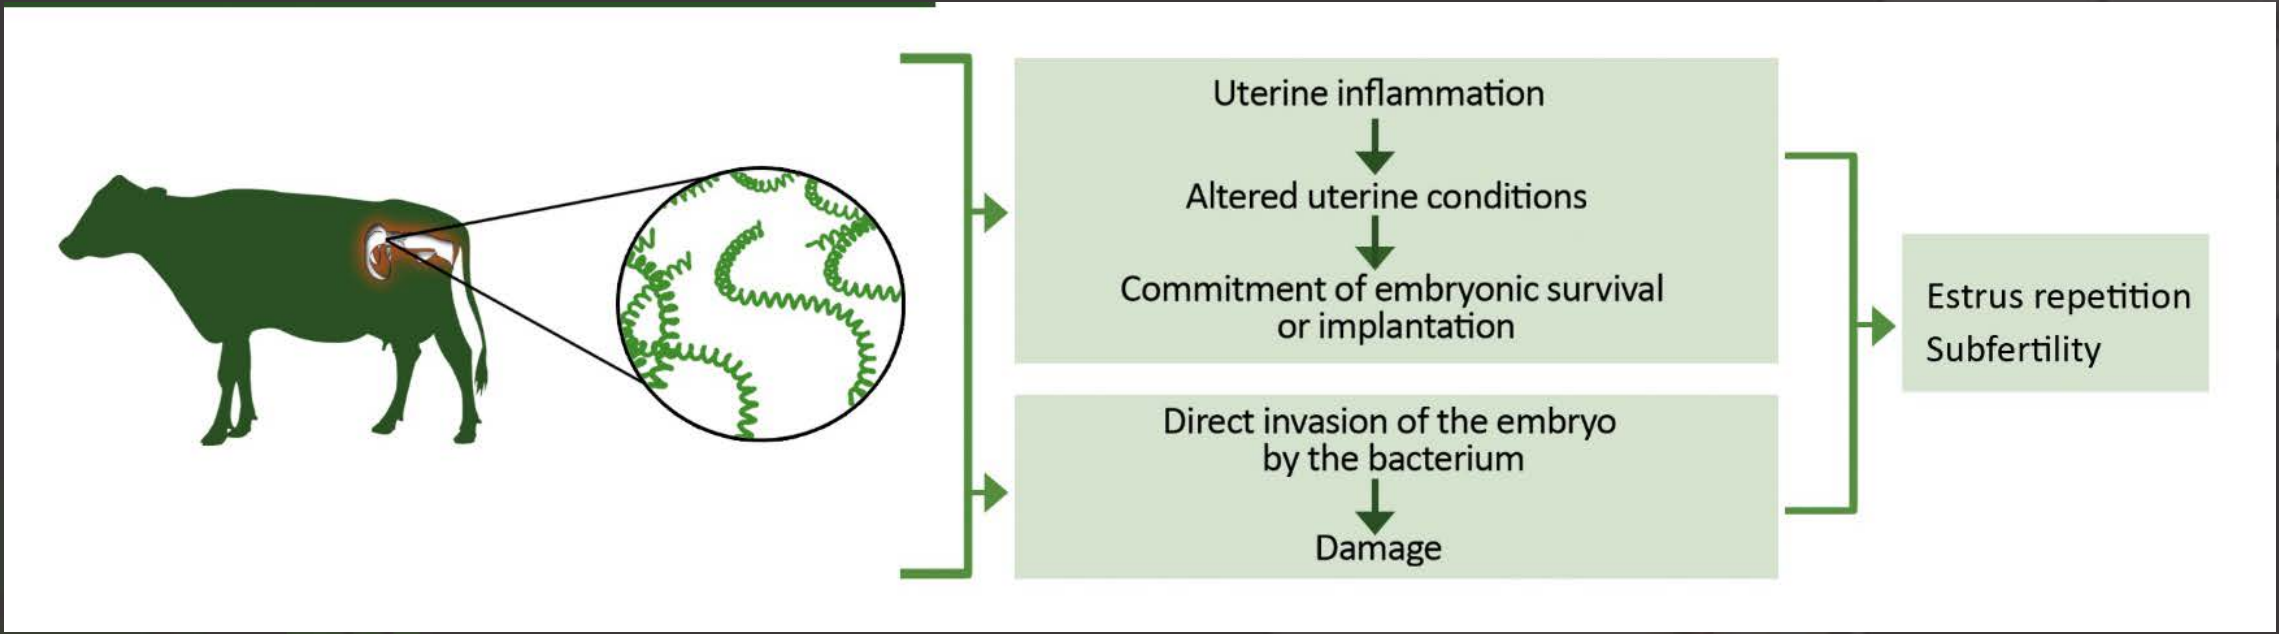 Uterine inflammation
Altered uterine conditions
Commitment of embryonic survival
or implantation
Direct invasion of the embryo
by the bacterium
Damage
Estrus repetition
Subfertility